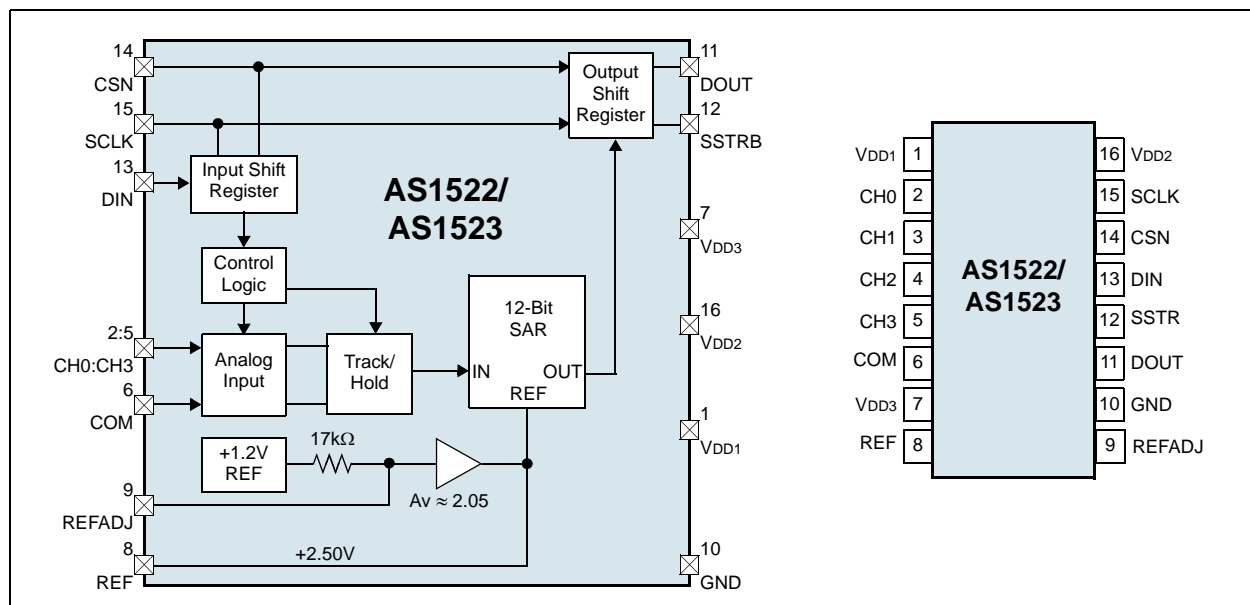 14
CSN
15
SCLK
13
DIN
Input Shift
Register
Output
Shift
Register
11
DOUT
12
SSTRB
AS1522/
AS1523
7
VDD3
Control
Logic
12-Bit
SAR
IN
OUT
REF
16
VDD2
2:5
CH0:CH3
6
COM
Analog
Input
Track/
Hold
1
VDD1
+1.2V
REF
17kΩ
Av ≈ 2.05
9
REFADJ
8
REF
+2.50V
10
GND
VDD1 1
CH0 2
CH1 3
CH2 4
CH3 5
COM 6
VDD3 7
REF 8
AS1522/
AS1523
16 VDD2
15 SCLK
14 CSN
13 DIN
12 SSTR
11 DOUT
10 GND
9 REFADJ